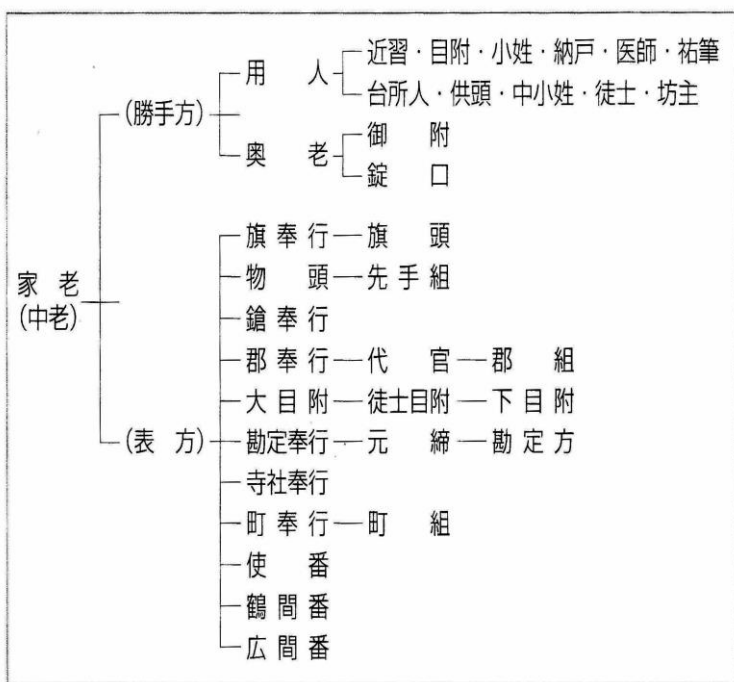 近習・目附・小姓・納戸・医師・祐筆
用人
台所人・供頭・中小姓・徒士・坊主
(勝手方)
御附
奥老
錠口
旗奉行 旗頭
物頭 先手組
家老
(中老)
鎗奉行
郡奉行 代官 郡組
大目附 徒士目附 下目附
(表方)
勘定奉行 元締 勘定方
寺社奉行
町奉行 町組
使番
鶴間番
広間番